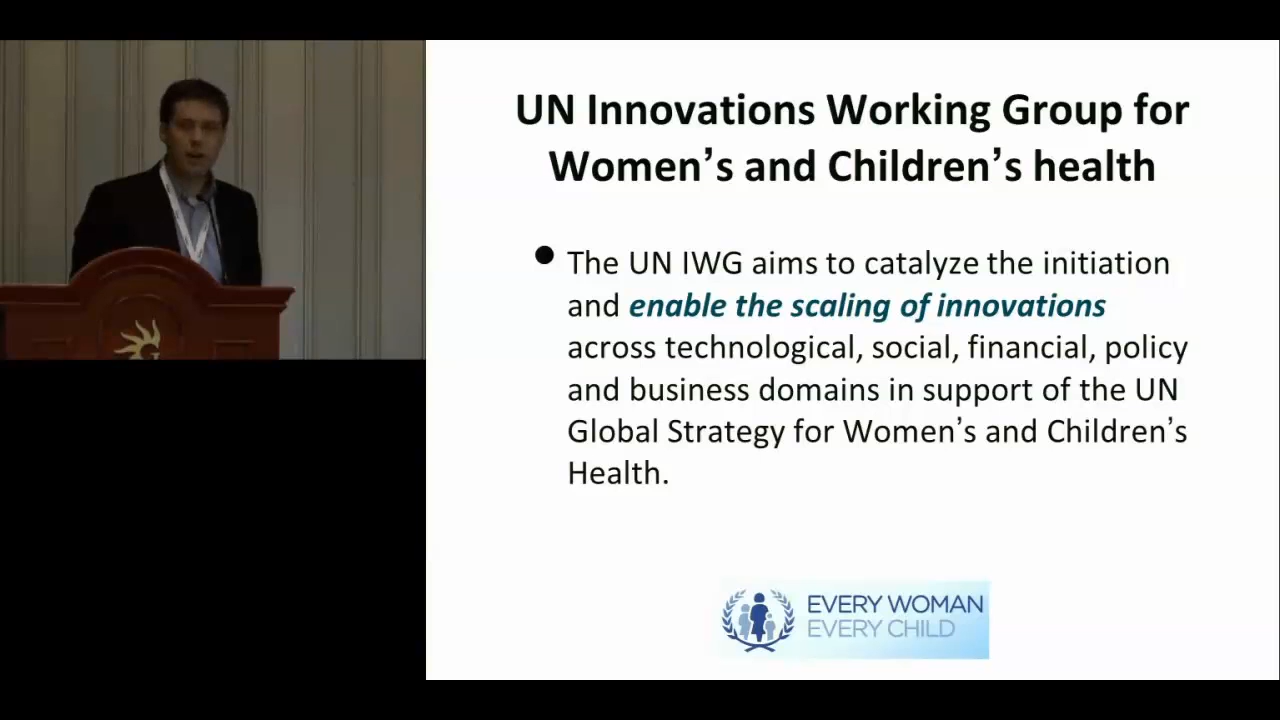 UN Innovations Working Group for
Women’s and Children’s health
• The UN IWG aims to catalyze the initiation
and enable the scaling of innovations
across technological, social, financial, policy
and business domains in support of the UN
Global Strategy for Women’s and Children’s
Health.
EVERY WOMAN
EVERY CHILD